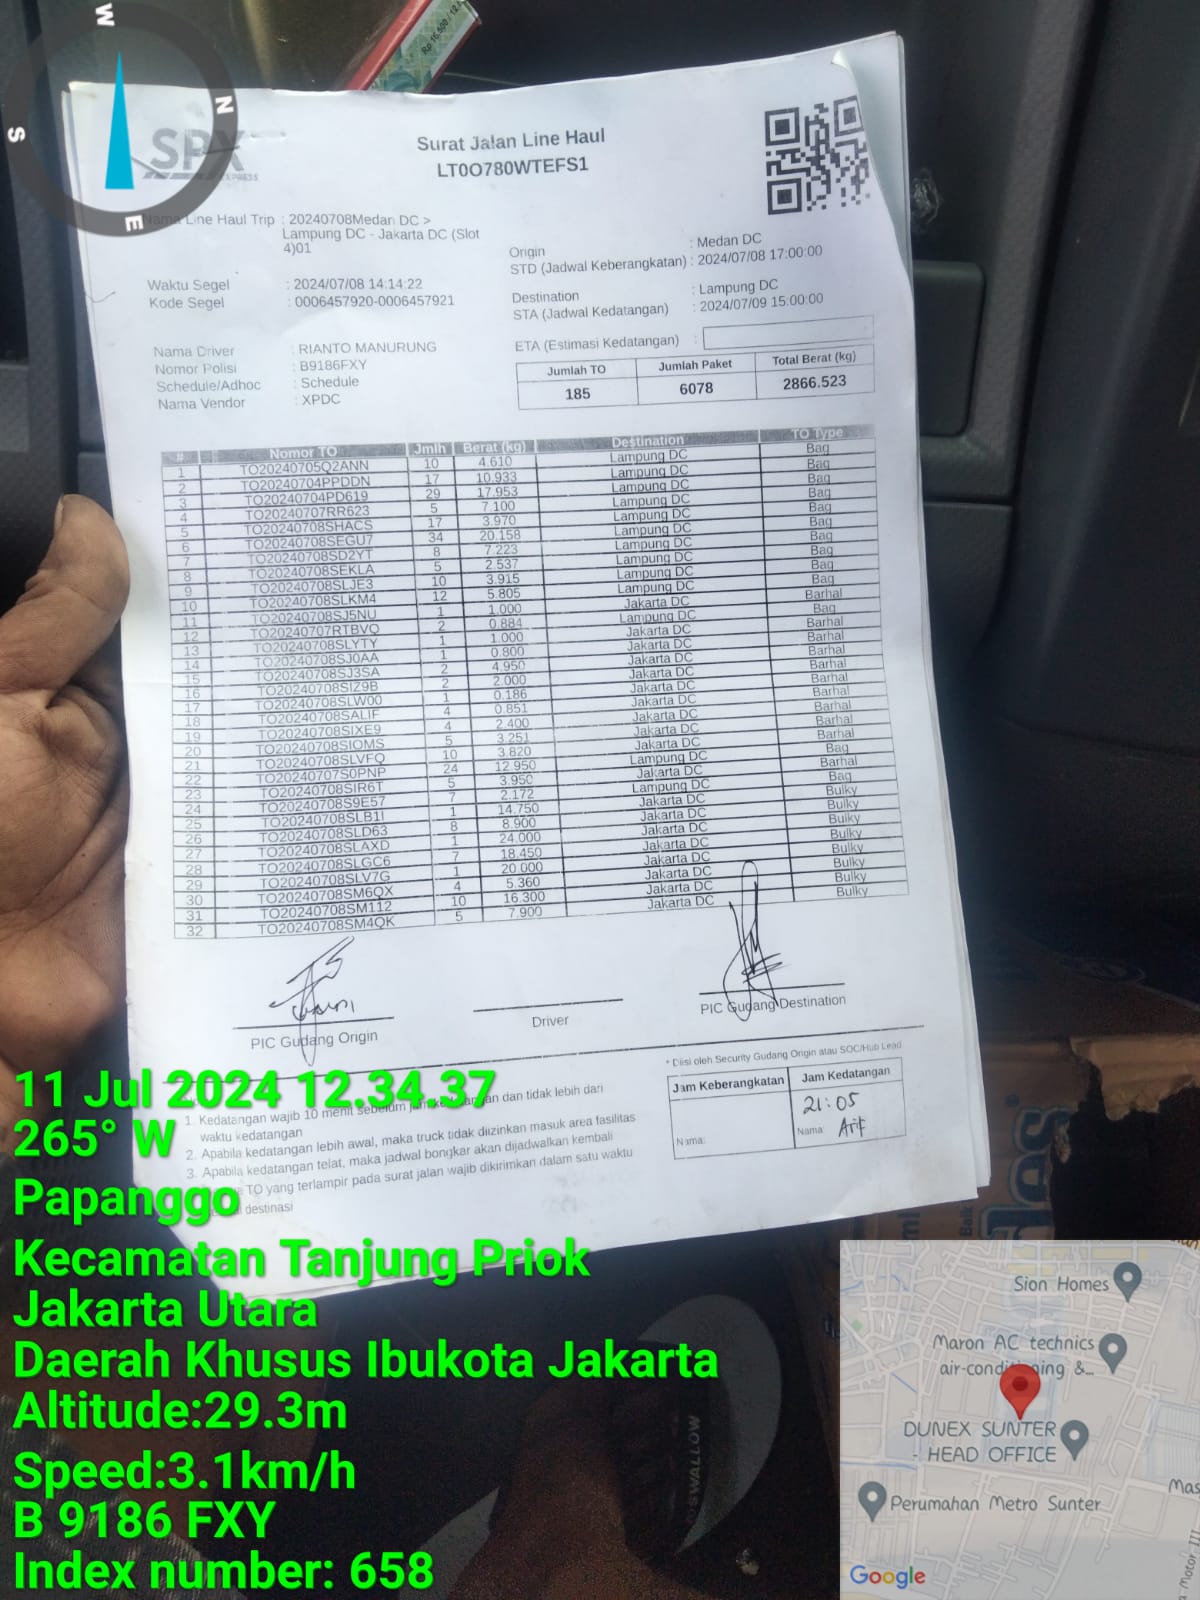 W
N
S
E
Rp 16.500 / 12
SPX
EXPRESS
Surat Jalan Line Haul
LT0O780WTEFS1
Nama Line Haul Trip : 20240708Medan DC >
Lampung DC - Jakarta DC (Slot
4)01
Waktu Segel : 2024/07/08 14:14:22
Kode Segel : 0006457920-0006457921
Origin : Medan DC
STD (Jadwal Keberangkatan) : 2024/07/08 17:00:00
Destination : Lampung DC
STA (Jadwal Kedatangan) : 2024/07/09 15:00:00
ETA (Estimasi Kedatangan) :
Nama Driver : RIANTO MANURUNG
Nomor Polisi : B9186FXY
Schedule/Adhoc : Schedule
Nama Vendor : XPDC
Jumlah TO Jumlah Paket Total Berat (kg)
185 6078 2866.523
# Nomor TO Jmlh Berat (kg) Destination TO Type
1 TO20240705Q2ANN 10 4.610 Lampung DC Bag
2 TO20240704PPDDN 17 10.933 Lampung DC Bag
3 TO20240704PD619 29 17.953 Lampung DC Bag
4 TO20240707RR623 5 7.100 Lampung DC Bag
5 TO20240708SHACS 17 3.970 Lampung DC Bag
6 TO20240708SEGU7 34 20.158 Lampung DC Bag
7 TO20240708SD2YT 8 7.223 Lampung DC Bag
8 TO20240708SEKLA 5 2.537 Lampung DC Bag
9 TO20240708SLJE3 10 3.915 Lampung DC Bag
10 TO20240708SLKM4 12 5.805 Lampung DC Bag
11 TO20240708SJ5NU 1 1.000 Jakarta DC Barhal
12 TO20240707RTBVQ 2 0.884 Lampung DC Bag
13 TO20240708SLYTY 1 1.000 Jakarta DC Barhal
14 TO20240708SJ0AA 1 0.800 Jakarta DC Barhal
15 TO20240708SJ3SA 2 4.950 Jakarta DC Barhal
16 TO20240708SIZ9B 2 2.000 Jakarta DC Barhal
17 TO20240708SLW00 1 0.186 Jakarta DC Barhal
18 TO20240708SALIF 4 0.851 Jakarta DC Barhal
19 TO20240708SIXE9 4 2.400 Jakarta DC Barhal
20 TO20240708SIOMS 5 3.251 Jakarta DC Barhal
21 TO20240708SLVFQ 10 3.820 Jakarta DC Barhal
22 TO20240707S0PNP 24 12.950 Lampung DC Bag
23 TO20240708SIR6T 5 3.950 Jakarta DC Barhal
24 TO20240708S9E57 7 2.172 Lampung DC Bag
25 TO20240708SLB1I 1 14.750 Jakarta DC Bulky
26 TO20240708SLD63 8 8.900 Jakarta DC Bulky
27 TO20240708SLAXD 1 24.000 Jakarta DC Bulky
28 TO20240708SLGC6 7 18.450 Jakarta DC Bulky
29 TO20240708SLV7G 1 20.000 Jakarta DC Bulky
30 TO20240708SM6QX 4 5.360 Jakarta DC Bulky
31 TO20240708SM112 10 16.300 Jakarta DC Bulky
32 TO20240708SM4QK 5 7.900 Jakarta DC Bulky
PIC Gudang Origin
Driver
PIC Gudang Destination
* Diisi oleh Security Gudang Origin atau SOC/Hub Lead
Jam Keberangkatan Jam Kedatangan
21:05
Nama: Nama: Arif
1. Kedatangan wajib 10 menit sebelum dan tidak lebih dari
waktu kedatangan
2. Apabila kedatangan lebih awal, maka truck tidak diizinkan masuk area fasilitas
3. Apabila kedatangan telat, maka jadwal bongkar akan dijadwalkan kembali
TO yang terlampir pada surat jalan wajib dikirimkan dalam satu waktu
destinasi
11 Jul 2024 12.34.37
265° W
Papanggo
Kecamatan Tanjung Priok
Jakarta Utara
Daerah Khusus Ibukota Jakarta
Altitude:29.3m
Speed:3.1km/h
B 9186 FXY
Index number: 658
SWALLOW
Sion Homes
Maron AC technics
air-conditioning &...
DUNEX SUNTER
- HEAD OFFICE
Perumahan Metro Sunter
Mas
Google